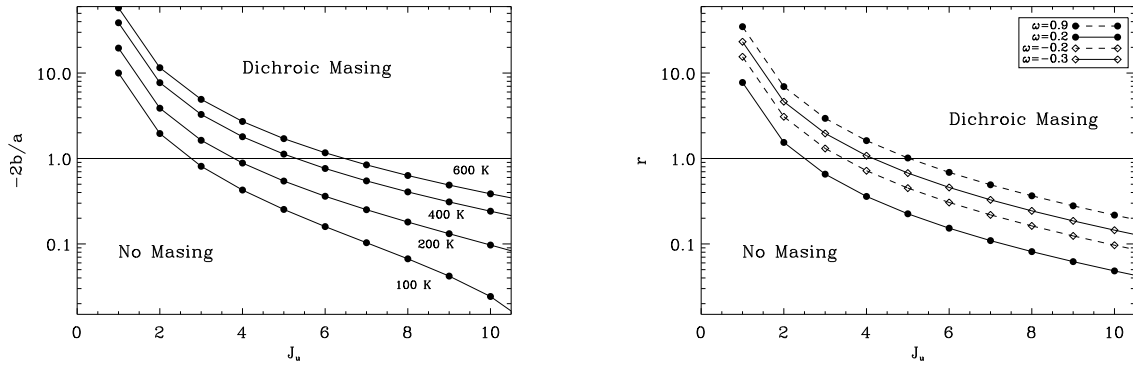 10.0
1.0
0.1
-2b/a
Dichroic Masing
No Masing
600 K
400 K
200 K
100 K
0 2 4 6 8 10
J_u
10.0
1.0
0.1
r
ω=0.9
ω=0.2
ω=-0.2
ω=-0.3
Dichroic Masing
No Masing
0 2 4 6 8 10
J_u